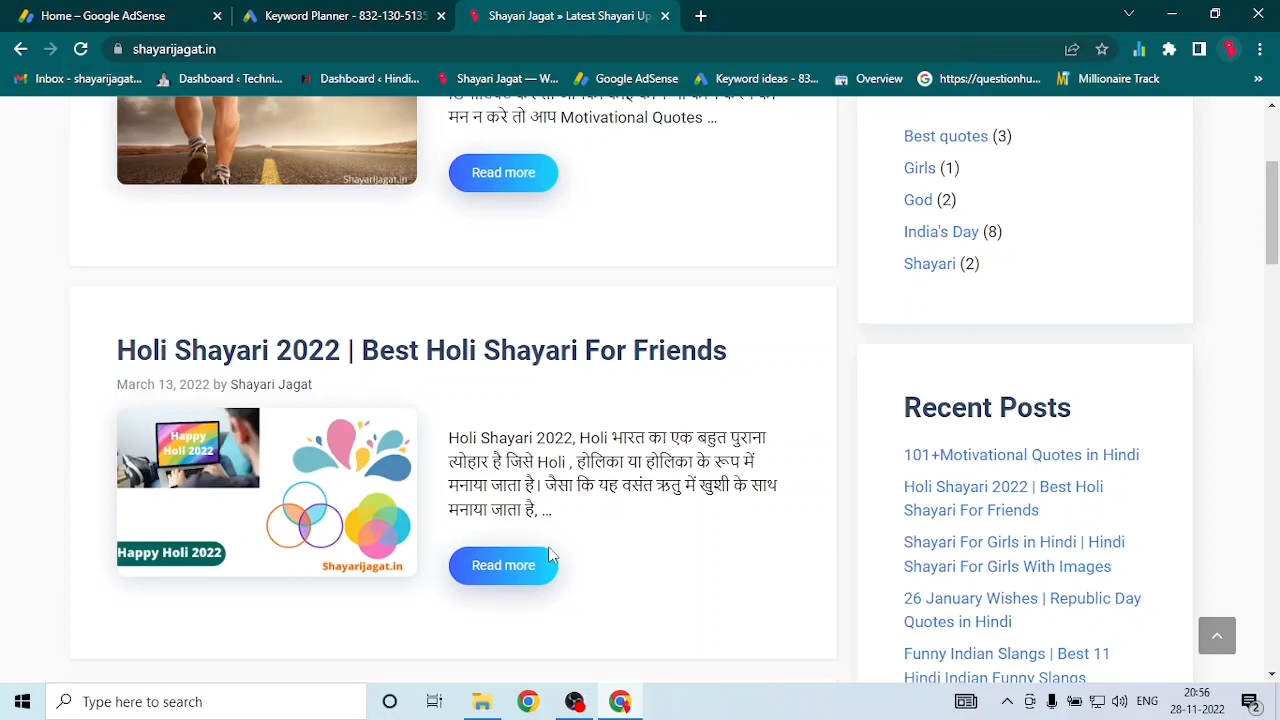 Home – Google AdSense
Keyword Planner - 832-130-5135
Shayari Jagat » Latest Shayari Up
shayarijagat.in
Inbox - shayarijagat...
Dashboard ‹ Techni...
Dashboard ‹ Hindi...
Shayari Jagat — W...
Google AdSense
Keyword ideas - 83...
Overview
https://questionhu...
Millionaire Track
»
मन न करे तो आप Motivational Quotes ...
Shayarijagat.in
Read more
Best quotes (3)
Girls (1)
God (2)
India's Day (8)
Shayari (2)
Holi Shayari 2022 | Best Holi Shayari For Friends
March 13, 2022 by Shayari Jagat
Happy
Holi 2022
Happy Holi 2022
Shayarijagat.in
Holi Shayari 2022, Holi भारत का एक बहुत पुराना
त्योहार है जिसे Holi , होलिका या होलिका के रूप में
मनाया जाता है। जैसा कि यह वसंत ऋतु में खुशी के साथ
मनाया जाता है, ...
Read more
Recent Posts
101+Motivational Quotes in Hindi
Holi Shayari 2022 | Best Holi
Shayari For Friends
Shayari For Girls in Hindi | Hindi
Shayari For Girls With Images
26 January Wishes | Republic Day
Quotes in Hindi
Funny Indian Slangs | Best 11
Hindi Indian Funny Slangs
Type here to search
ENG
20:56
28-11-2022
2